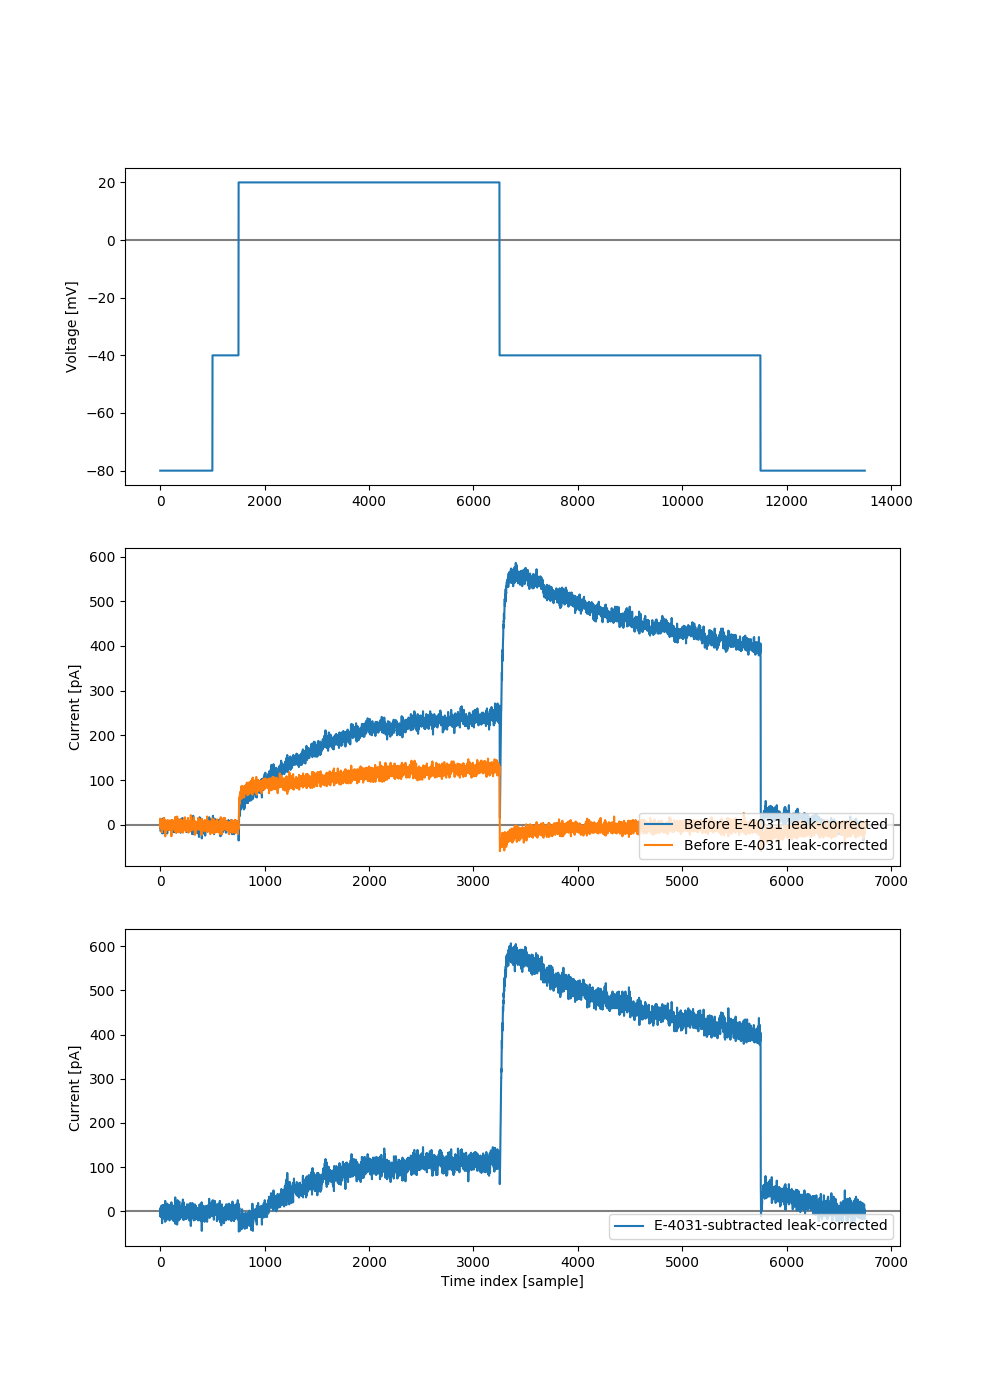 Voltage [mV]
20
0
−20
−40
−60
−80
0 2000 4000 6000 8000 10000 12000 14000
Current [pA]
600
500
400
300
200
100
0
Before E-4031 leak-corrected
Before E-4031 leak-corrected
0 1000 2000 3000 4000 5000 6000 7000
Current [pA]
600
500
400
300
200
100
0
E-4031-subtracted leak-corrected
0 1000 2000 3000 4000 5000 6000 7000
Time index [sample]